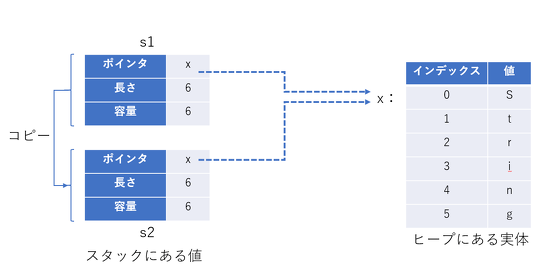 s1
ポインタ x
長さ 6
容量 6
コピー
ポインタ x
長さ 6
容量 6
s2
スタックにある値
x：
インデックス 値
0 S
1 t
2 r
3 i
4 n
5 g
ヒープにある実体